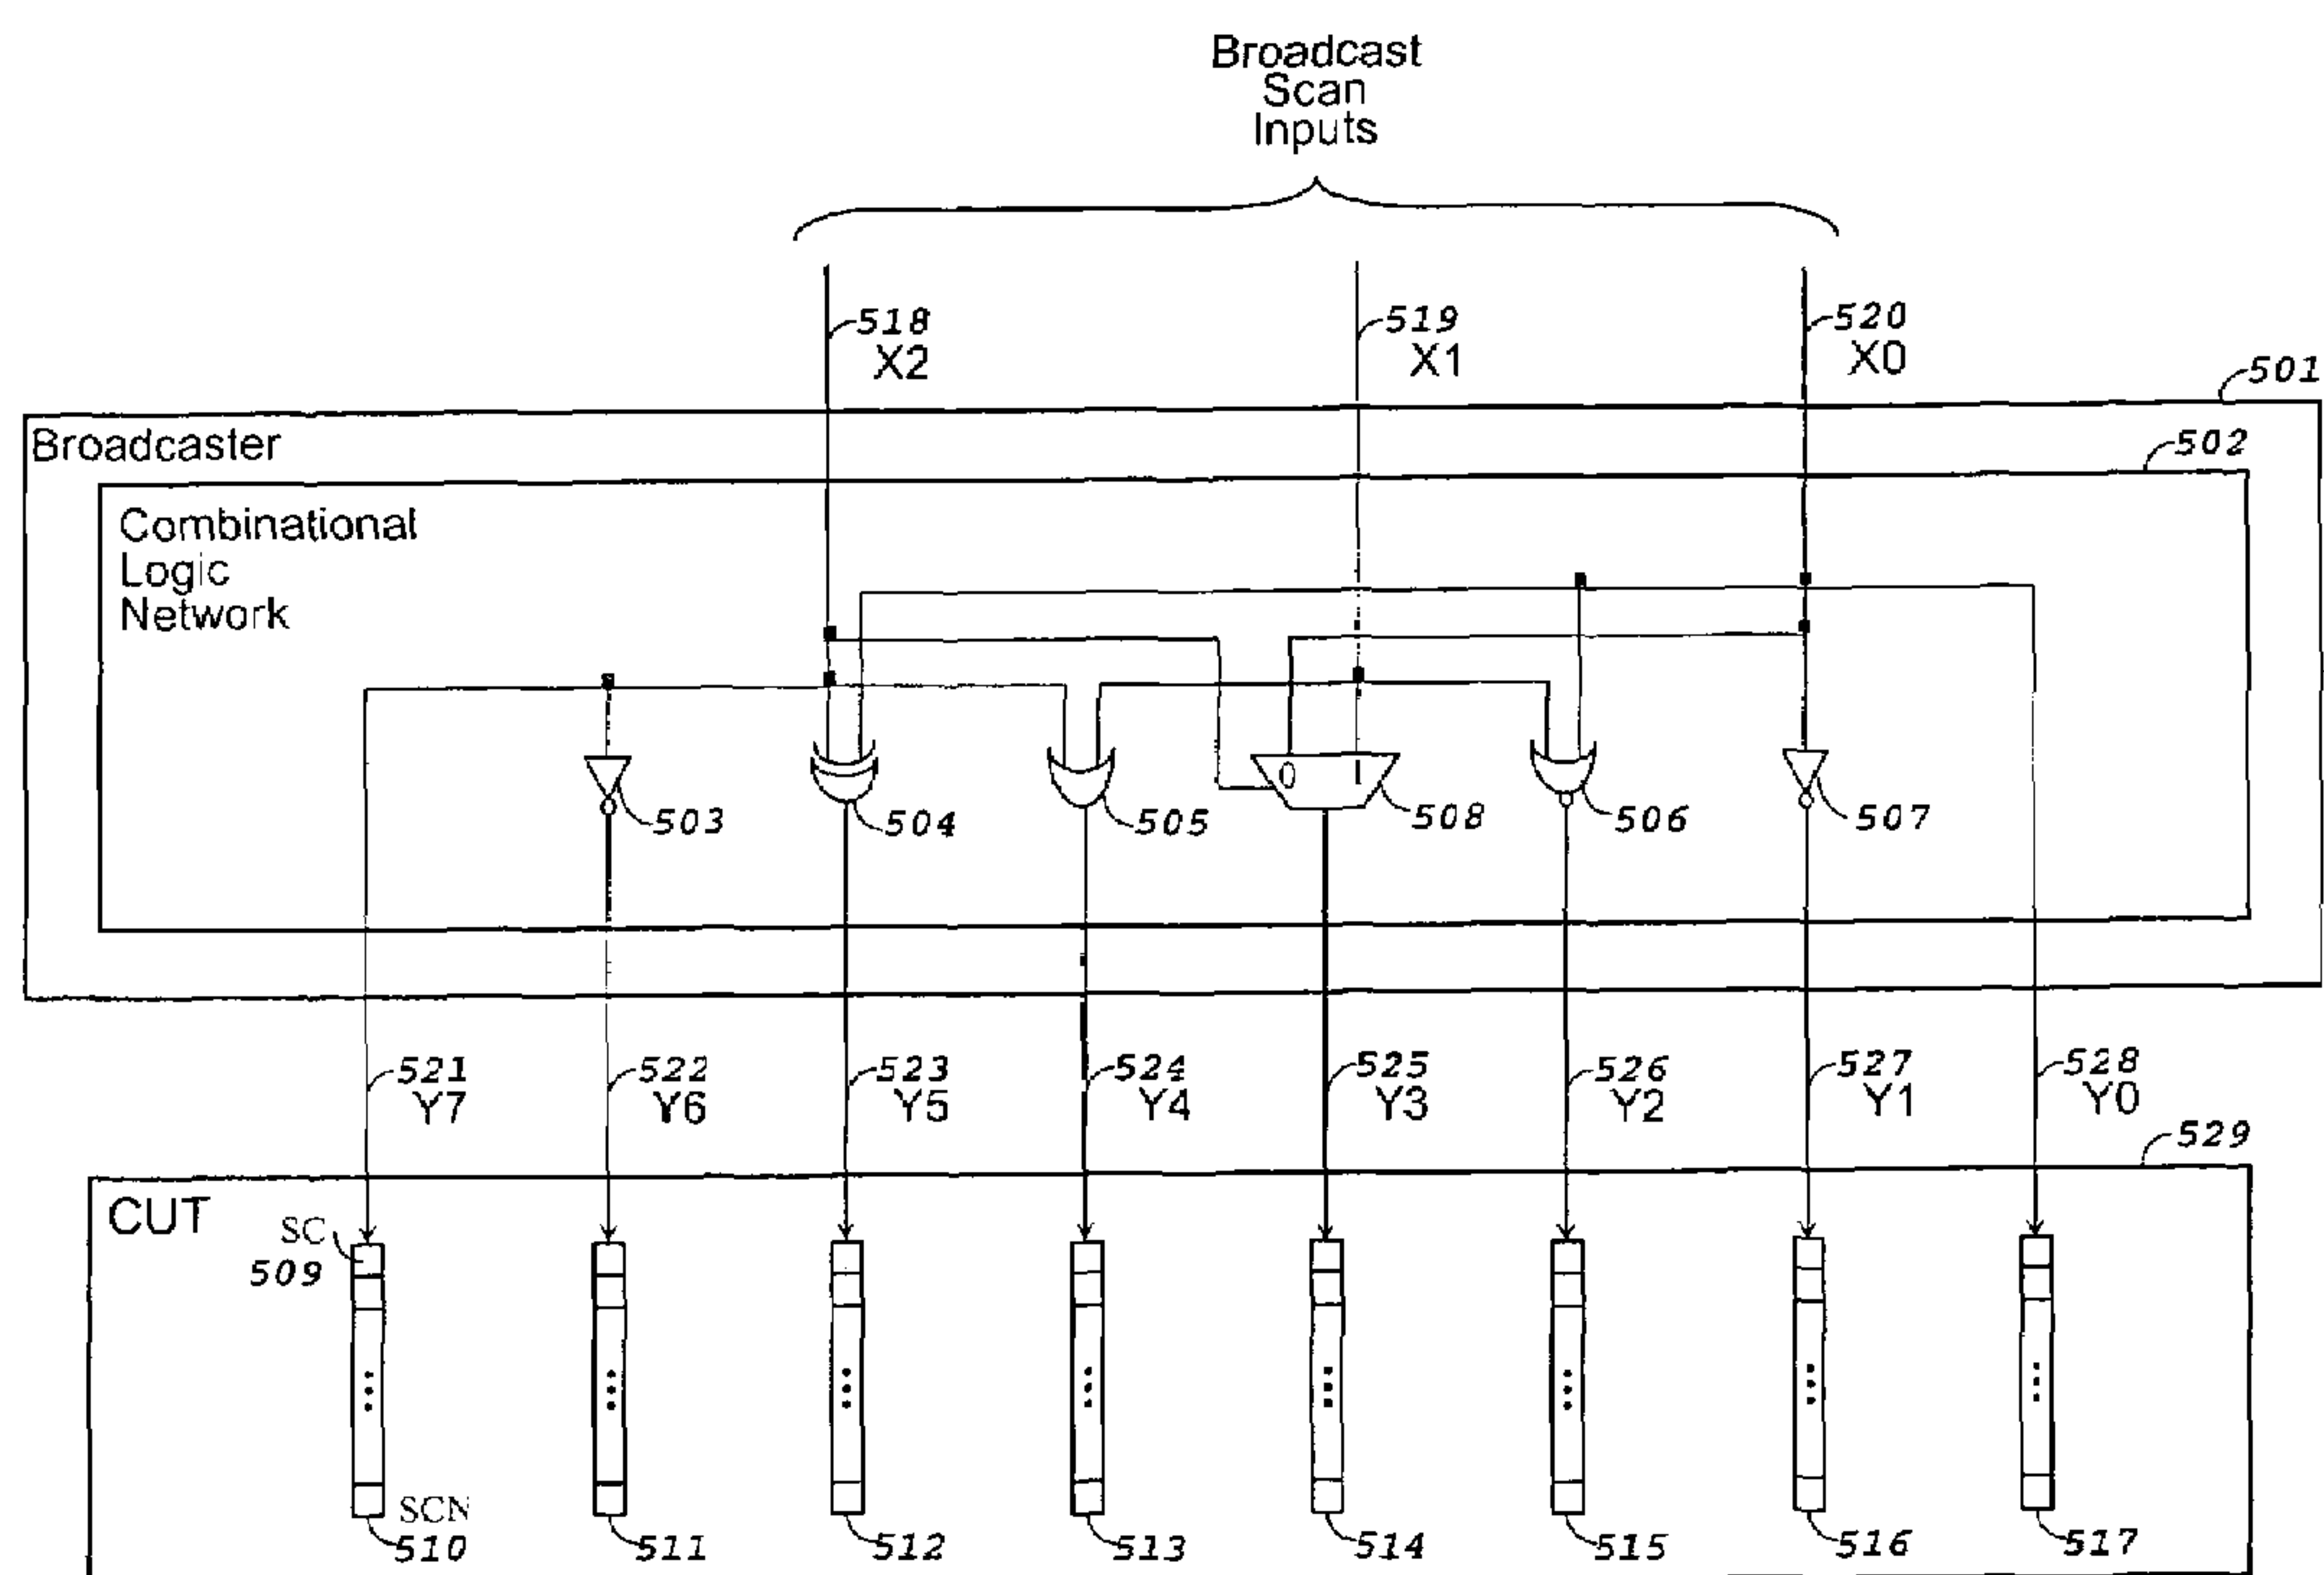 Broadcast
Scan
Inputs
518
X2
519
X1
520
X0
501
Broadcaster
502
Combinational
Logic
Network
0
1
503
504
505
508
506
507
521
Y7
522
Y6
523
Y5
524
Y4
525
Y3
526
Y2
527
Y1
528
Y0
529
CUT
SC
509
SCN
510
511
512
513
514
515
516
517